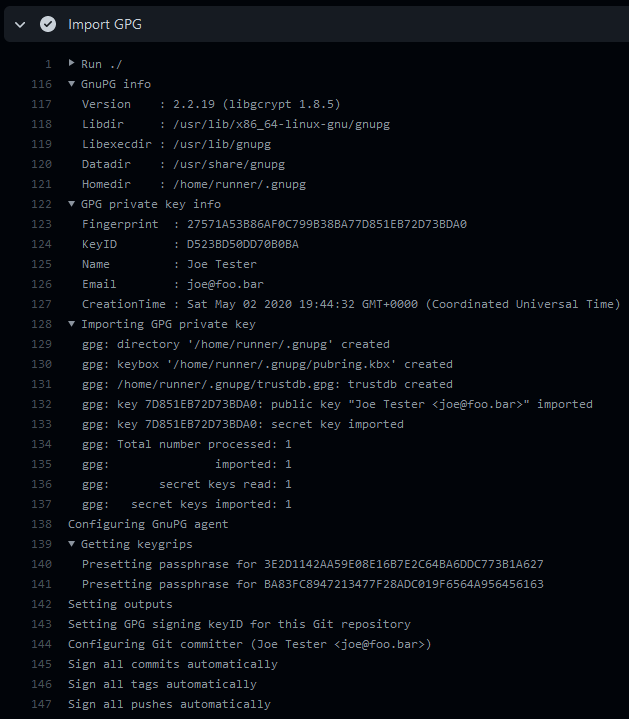 Import GPG
1 Run ./
116 GnuPG info
117 Version : 2.2.19 (libgcrypt 1.8.5)
118 Libdir : /usr/lib/x86_64-linux-gnu/gnupg
119 Libexecdir : /usr/lib/gnupg
120 Datadir : /usr/share/gnupg
121 Homedir : /home/runner/.gnupg
122 GPG private key info
123 Fingerprint : 27571A53B86AF0C799B38BA77D851EB72D73BDA0
124 KeyID : D523BD50DD70B0BA
125 Name : Joe Tester
126 Email : joe@foo.bar
127 CreationTime : Sat May 02 2020 19:44:32 GMT+0000 (Coordinated Universal Time)
128 Importing GPG private key
129 gpg: directory '/home/runner/.gnupg' created
130 gpg: keybox '/home/runner/.gnupg/pubring.kbx' created
131 gpg: /home/runner/.gnupg/trustdb.gpg: trustdb created
132 gpg: key 7D851EB72D73BDA0: public key "Joe Tester <joe@foo.bar>" imported
133 gpg: key 7D851EB72D73BDA0: secret key imported
134 gpg: Total number processed: 1
135 gpg: imported: 1
136 gpg: secret keys read: 1
137 gpg: secret keys imported: 1
138 Configuring GnuPG agent
139 Getting keygrips
140 Presetting passphrase for 3E2D1142AA59E08E16B7E2C64BA6DDC773B1A627
141 Presetting passphrase for BA83FC8947213477F28ADC019F6564A956456163
142 Setting outputs
143 Setting GPG signing keyID for this Git repository
144 Configuring Git committer (Joe Tester <joe@foo.bar>)
145 Sign all commits automatically
146 Sign all tags automatically
147 Sign all pushes automatically